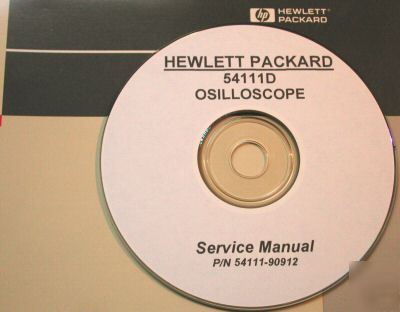 hp HEWLETT®
PACKARD
HEWLETT PACKARD
54111D
OSILLOSCOPE
Service Manual
P/N 54111-90912